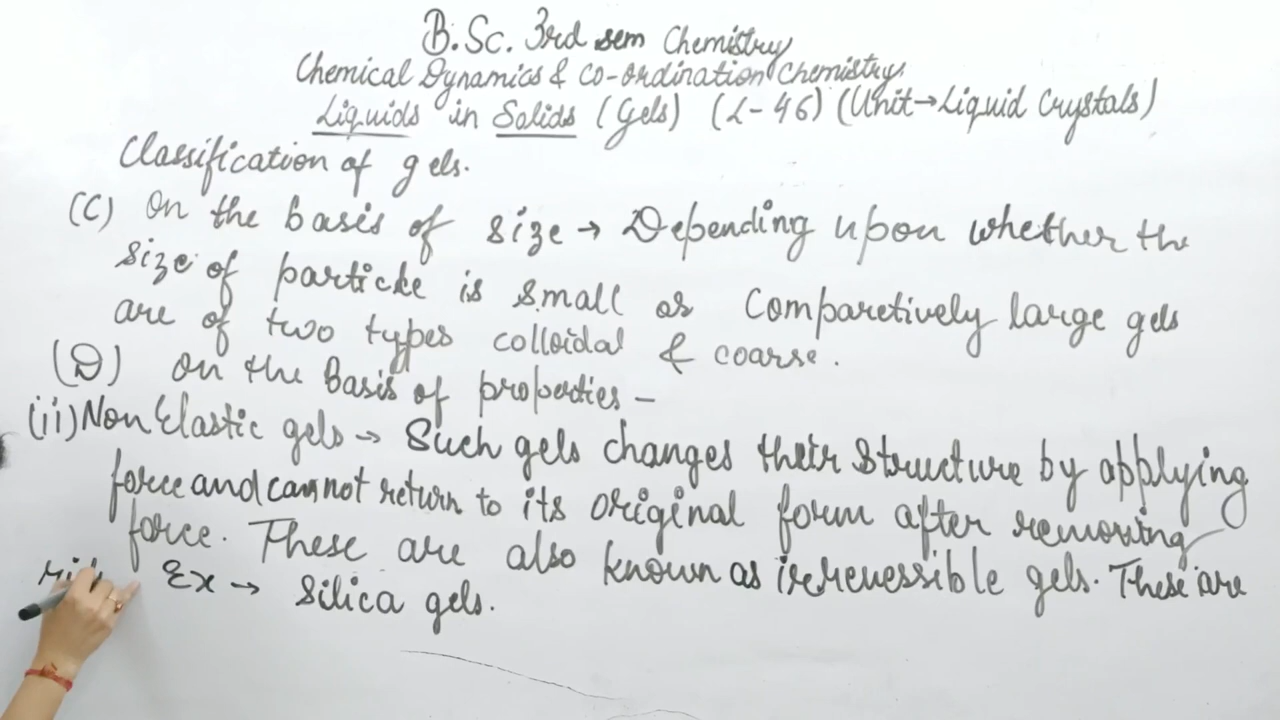 B.Sc. 3rd sem Chemistry
Chemical Dynamics & Co-ordination Chemistry.
Liquids in Solids (Gels) (L-46) (Unit→Liquid Crystals)
Classification of gels.
(C) On the basis of size → Depending upon whether the
size of particle is small or Comparetively large gels
are of two types colloidal & coarse.
(D) On the Basis of properties -
(ii) Non Elastic gels → Such gels changes their structure by applying
force and can not return to its original form after removing
force. These are also known as irreneussible gels. These are
Ex → Silica gels.